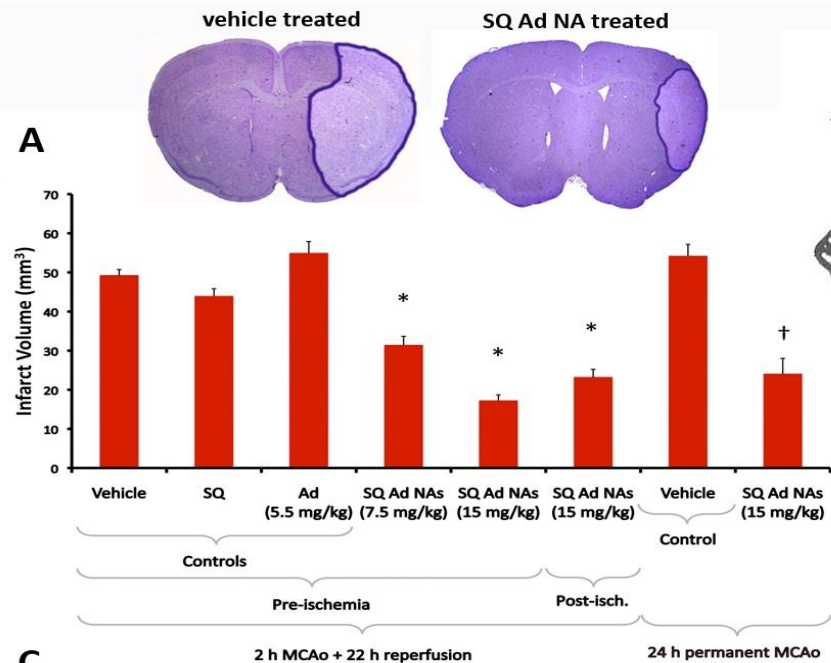 vehicle treated
SQ Ad NA treated
A
Infarct Volume (mm³)
70
60
50
40
30
20
10
0
*
*
*
†
Vehicle
SQ
Ad
(5.5 mg/kg)
SQ Ad NAs
(7.5 mg/kg)
SQ Ad NAs
(15 mg/kg)
SQ Ad NAs
(15 mg/kg)
Vehicle
SQ Ad NAs
(15 mg/kg)
Controls
Control
Pre-ischemia
Post-isch.
2 h MCAo + 22 h reperfusion
24 h permanent MCAo
C